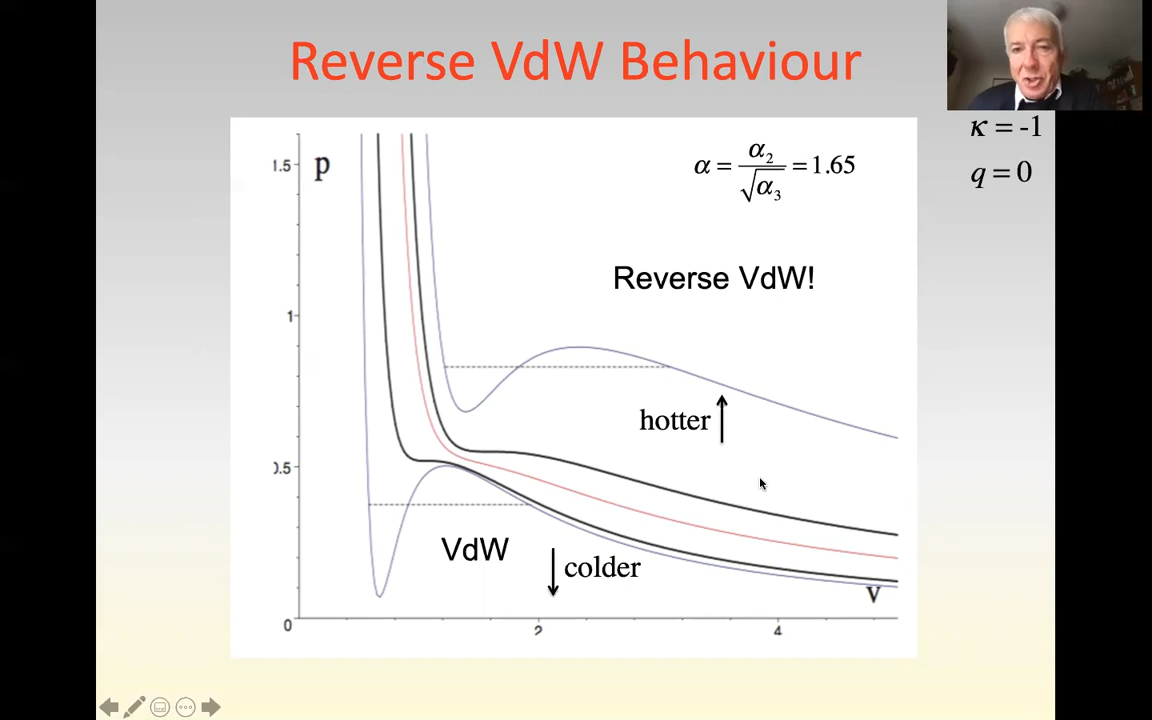 Reverse VdW Behaviour
κ = -1
q = 0
p
α = α₂/√α₃ = 1.65
1.5
Reverse VdW!
1
hotter
0.5
VdW
colder
v
0
2
4